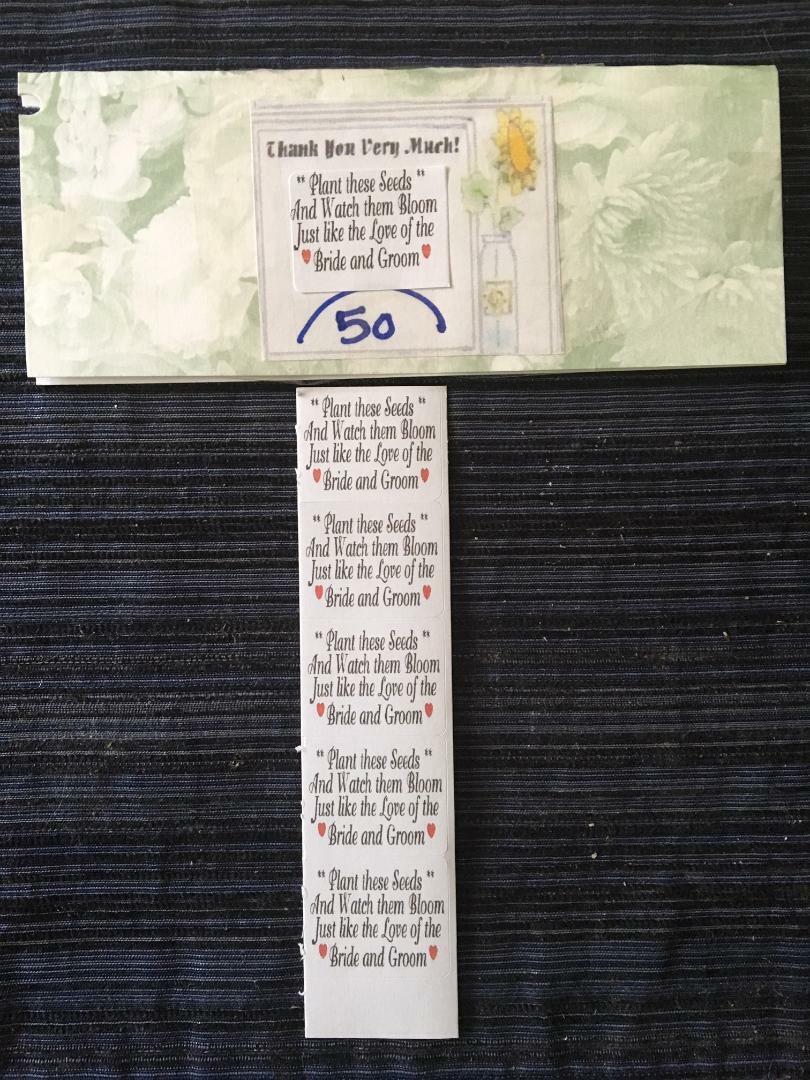 Thank You Very Much!
" Plant these Seeds "
And Watch them Bloom
Just like the Love of the
Bride and Groom
50
" Plant these Seeds "
And Watch them Bloom
Just like the Love of the
Bride and Groom
" Plant these Seeds "
And Watch them Bloom
Just like the Love of the
Bride and Groom
" Plant these Seeds "
And Watch them Bloom
Just like the Love of the
Bride and Groom
" Plant these Seeds "
And Watch them Bloom
Just like the Love of the
Bride and Groom
" Plant these Seeds "
And Watch them Bloom
Just like the Love of the
Bride and Groom